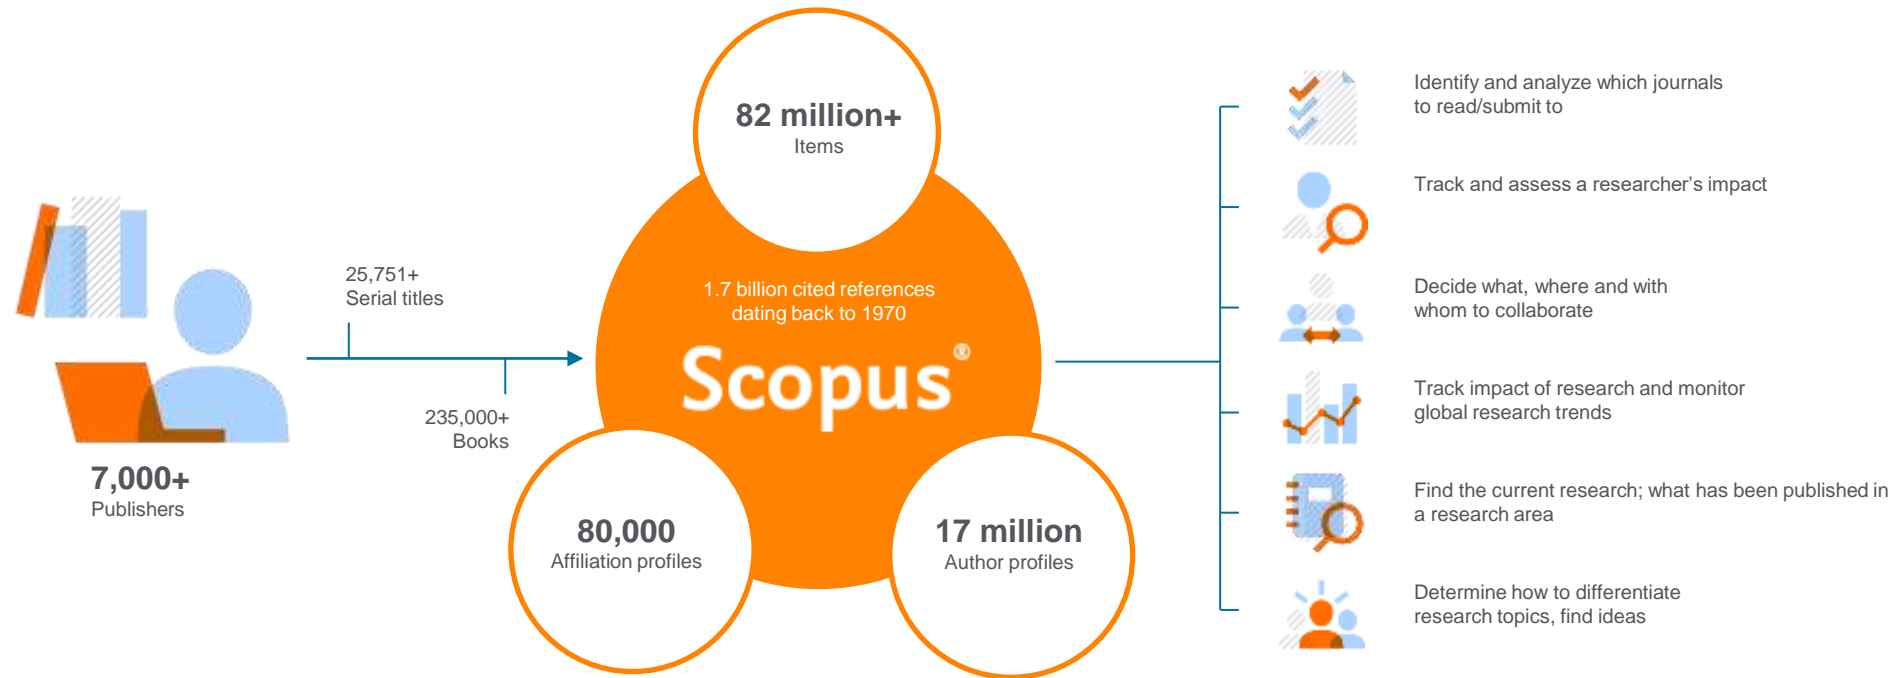 7,000+
Publishers
25,751+
Serial titles
235,000+
Books
82 million+
Items
1.7 billion cited references
dating back to 1970
Scopus®
80,000
Affiliation profiles
17 million
Author profiles
Identify and analyze which journals
to read/submit to
Track and assess a researcher’s impact
Decide what, where and with
whom to collaborate
Track impact of research and monitor
global research trends
Find the current research; what has been published in
a research area
Determine how to differentiate
research topics, find ideas